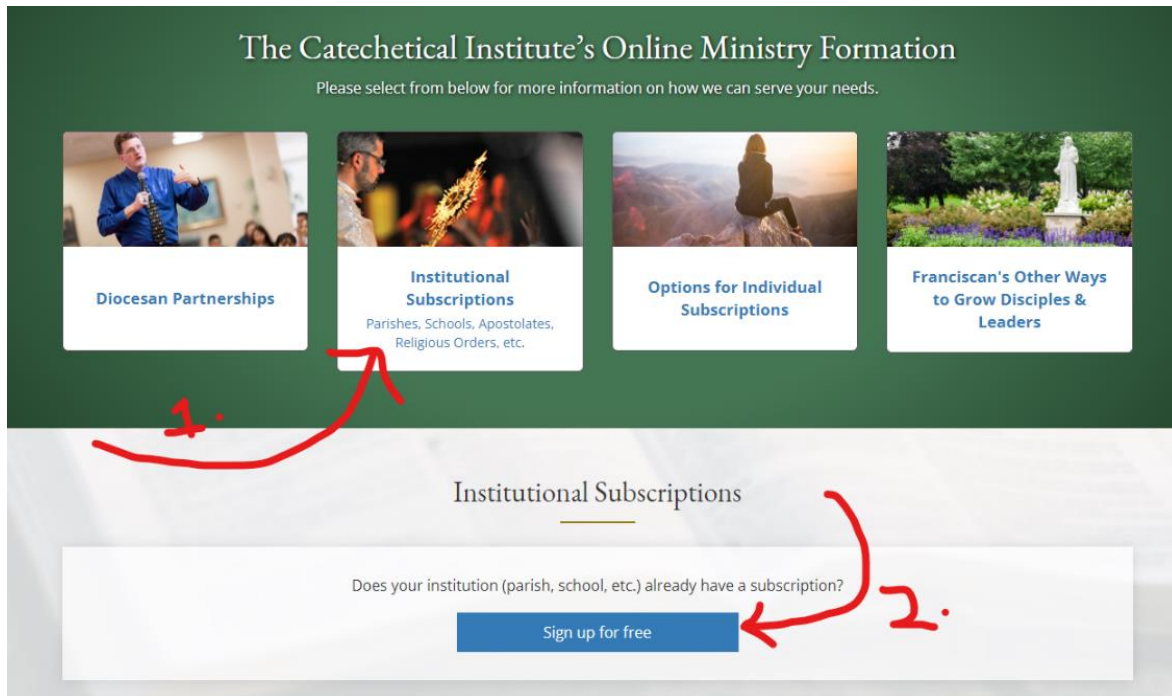 The Catechetical Institute's Online Ministry Formation
Please select from below for more information on how we can serve your needs.
Diocesan Partnerships
Institutional
Subscriptions
Parishes, Schools, Apostolates,
Religious Orders, etc.
Options for Individual
Subscriptions
Franciscan's Other Ways
to Grow Disciples &
Leaders
1.
Institutional Subscriptions
Does your institution (parish, school, etc.) already have a subscription?
Sign up for free
2.